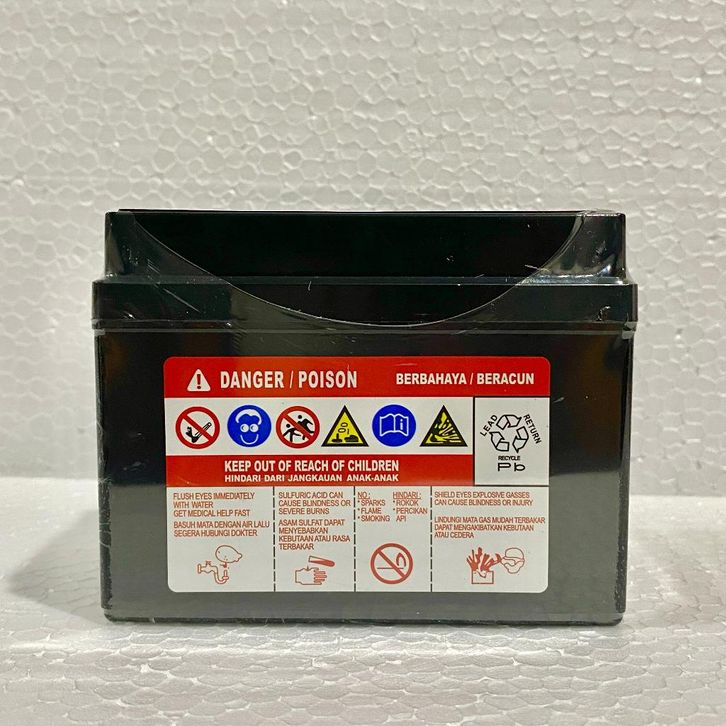 DANGER / POISON
BERBAHAYA / BERACUN
LEAD RETURN
RECYCLE
Pb
KEEP OUT OF REACH OF CHILDREN
HINDARI DARI JANGKAUAN ANAK-ANAK
FLUSH EYES IMMEDIATELY
WITH WATER
GET MEDICAL HELP FAST
BASUH MATA DENGAN AIR LALU
SEGERA HUBUNGI DOKTER
SULFURIC ACID CAN
CAUSE BLINDNESS OR
SEVERE BURNS
ASAM SULFAT DAPAT
MENYEBABKAN
KEBUTAAN ATAU RASA
TERBAKAR
NO :
* SPARKS
* FLAME
* SMOKING
HINDARI :
* ROKOK
* PERCIKAN
API
SHIELD EYES EXPLOSIVE GASSES
CAN CAUSE BLINDNESS OR INJURY
LINDUNGI MATA GAS MUDAH TERBAKAR
DAPAT MENGAKIBATKAN KEBUTAAN
ATAU CEDERA